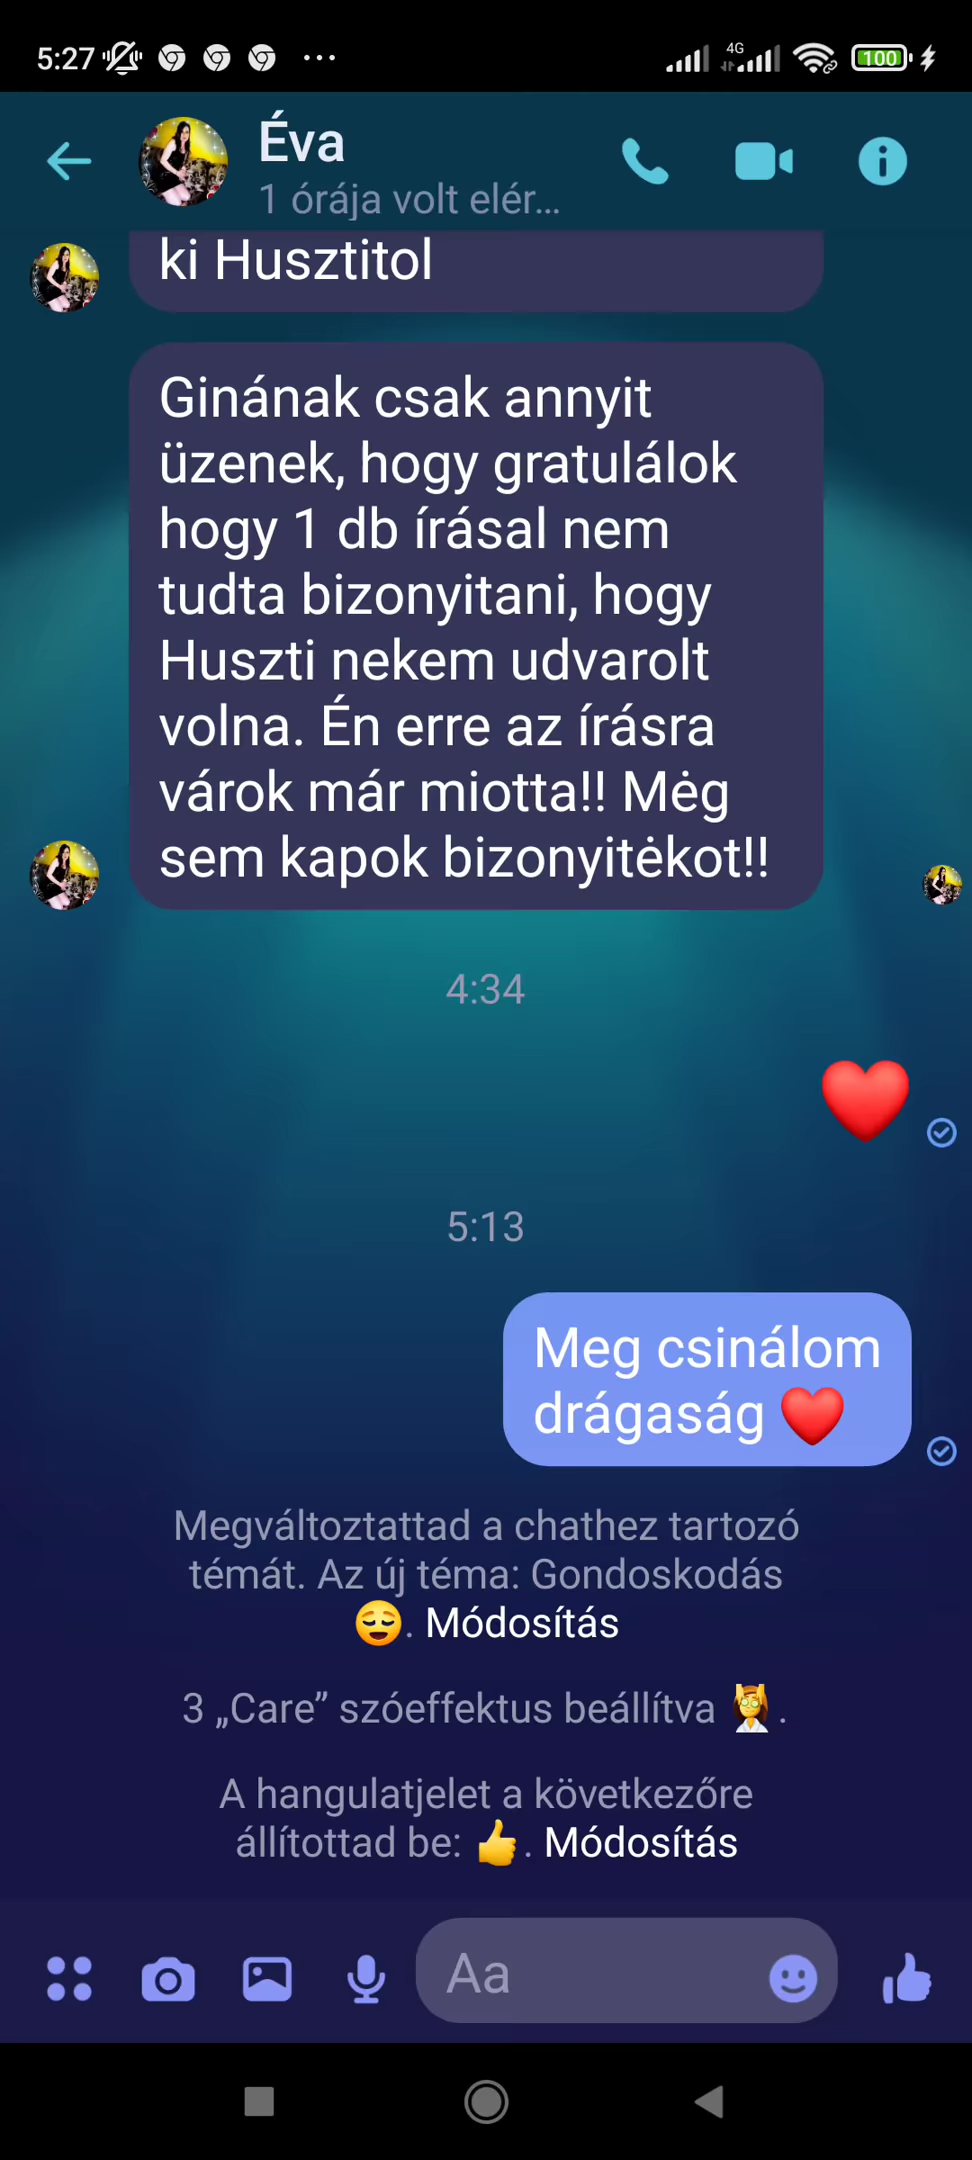 5:27
4G
100
Éva
1 órája volt elér...
ki Husztitol
Ginának csak annyit
üzenek, hogy gratulálok
hogy 1 db írásal nem
tudta bizonyitani, hogy
Huszti nekem udvarolt
volna. Én erre az írásra
várok már miotta!! Mėg
sem kapok bizonyitėkot!!
4:34
5:13
Meg csinálom
drágaság ❤️
Megváltoztattad a chathez tartozó
témát. Az új téma: Gondoskodás
😌. Módosítás
3 „Care” szóeffektus beállítva 💆‍♀️.
A hangulatjelet a következőre
állítottad be: 👍. Módosítás
Aa